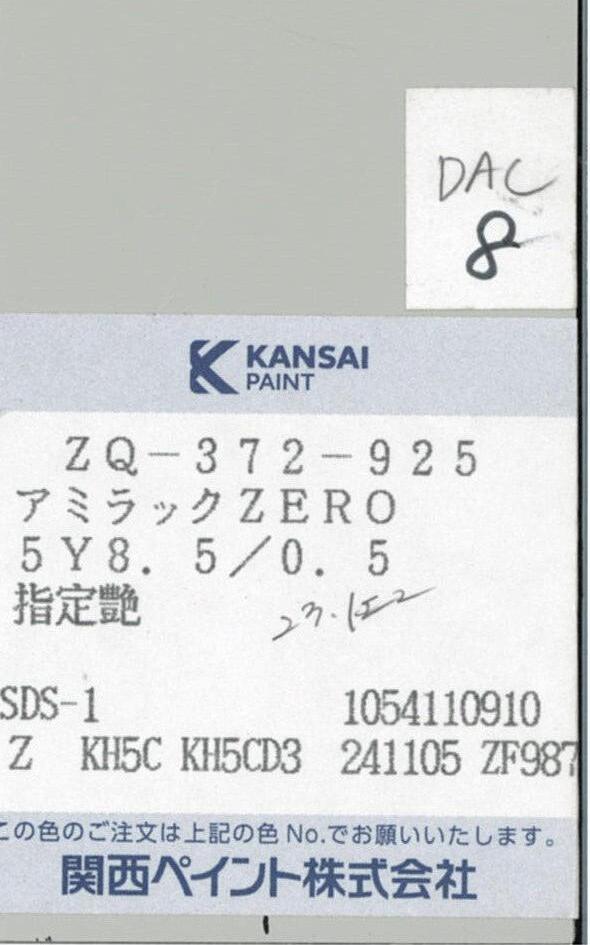 DAC
8
KANSAI
PAINT
ZQ-372-925
アミラックZERO
5Y8.5/0.5
指定艶
SDS-1 1054110910
Z KH5C KH5CD3 241105 ZF987
この色のご注文は上記の色No.でお願いいたします。
関西ペイント株式会社